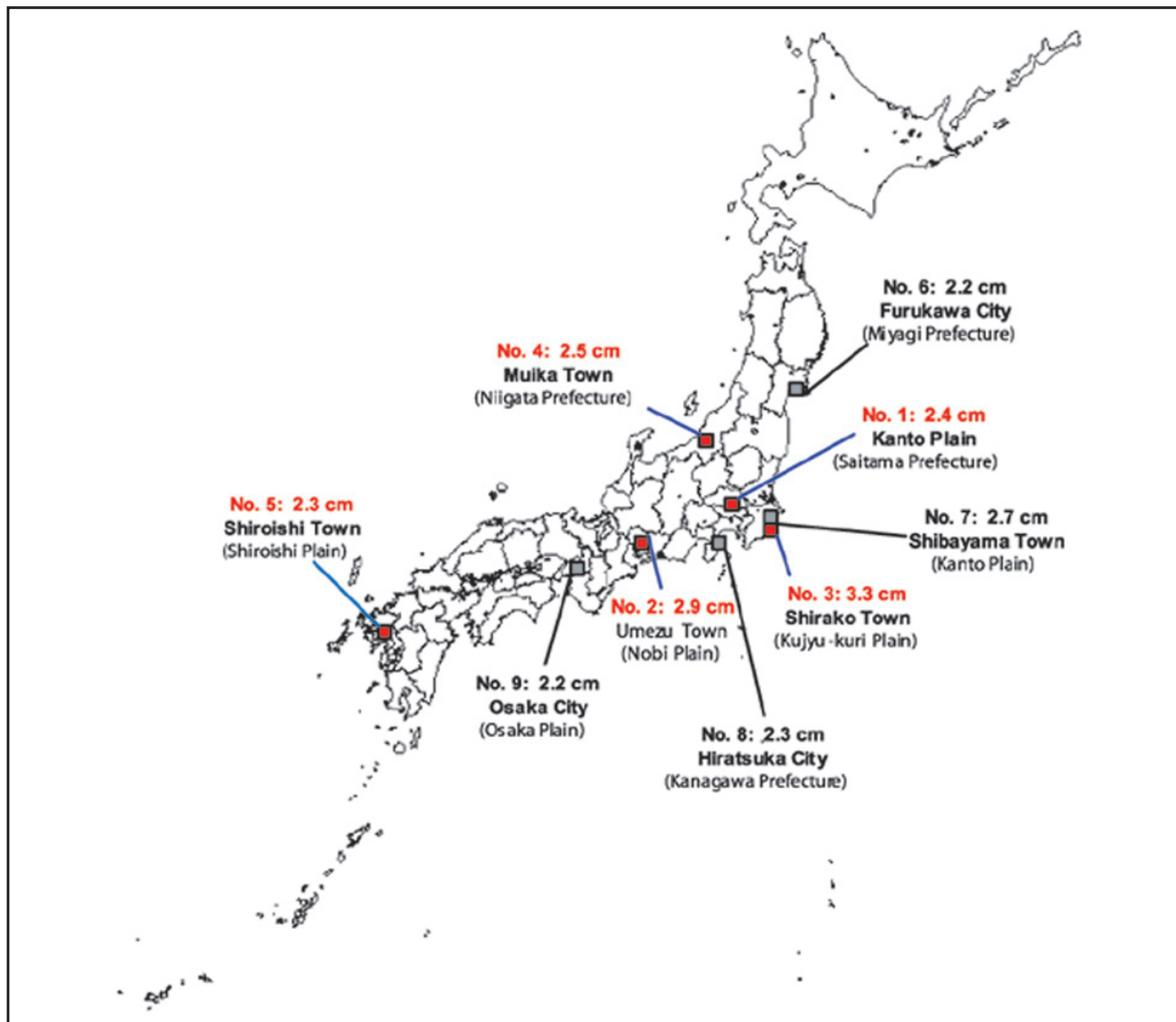 No. 6: 2.2 cm
Furukawa City
(Miyagi Prefecture)
No. 4: 2.5 cm
Muika Town
(Niigata Prefecture)
No. 1: 2.4 cm
Kanto Plain
(Saitama Prefecture)
No. 5: 2.3 cm
Shiroishi Town
(Shiroishi Plain)
No. 7: 2.7 cm
Shibayama Town
(Kanto Plain)
No. 3: 3.3 cm
Shirako Town
(Kujyu-kuri Plain)
No. 2: 2.9 cm
Umezu Town
(Nobi Plain)
No. 9: 2.2 cm
Osaka City
(Osaka Plain)
No. 8: 2.3 cm
Hiratsuka City
(Kanagawa Prefecture)